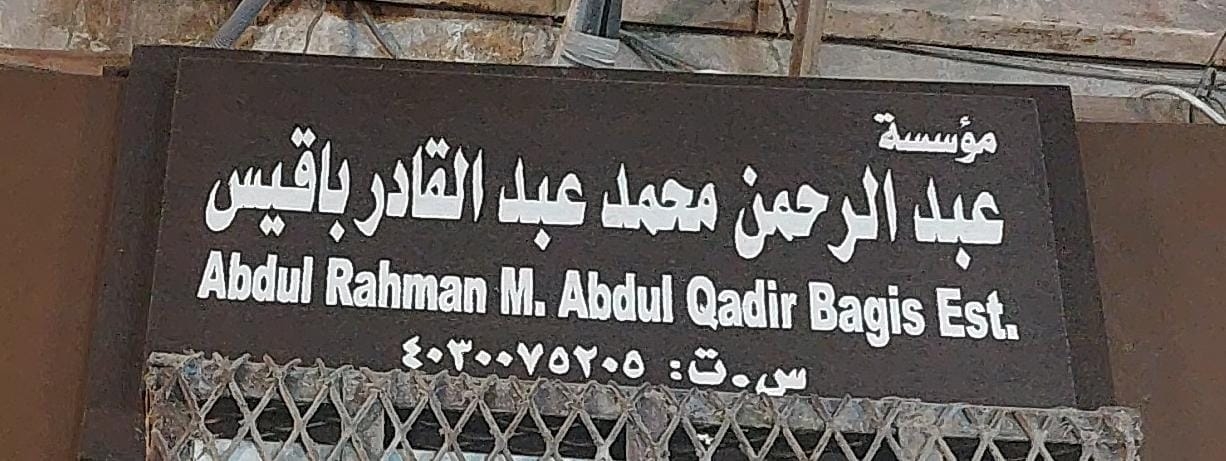 مؤسسة
عبد الرحمن محمد عبد القادر باقيس
Abdul Rahman M. Abdul Qadir Bagis Est.
س.ت: ٤٠٣٠٠٧٥٢٠٥